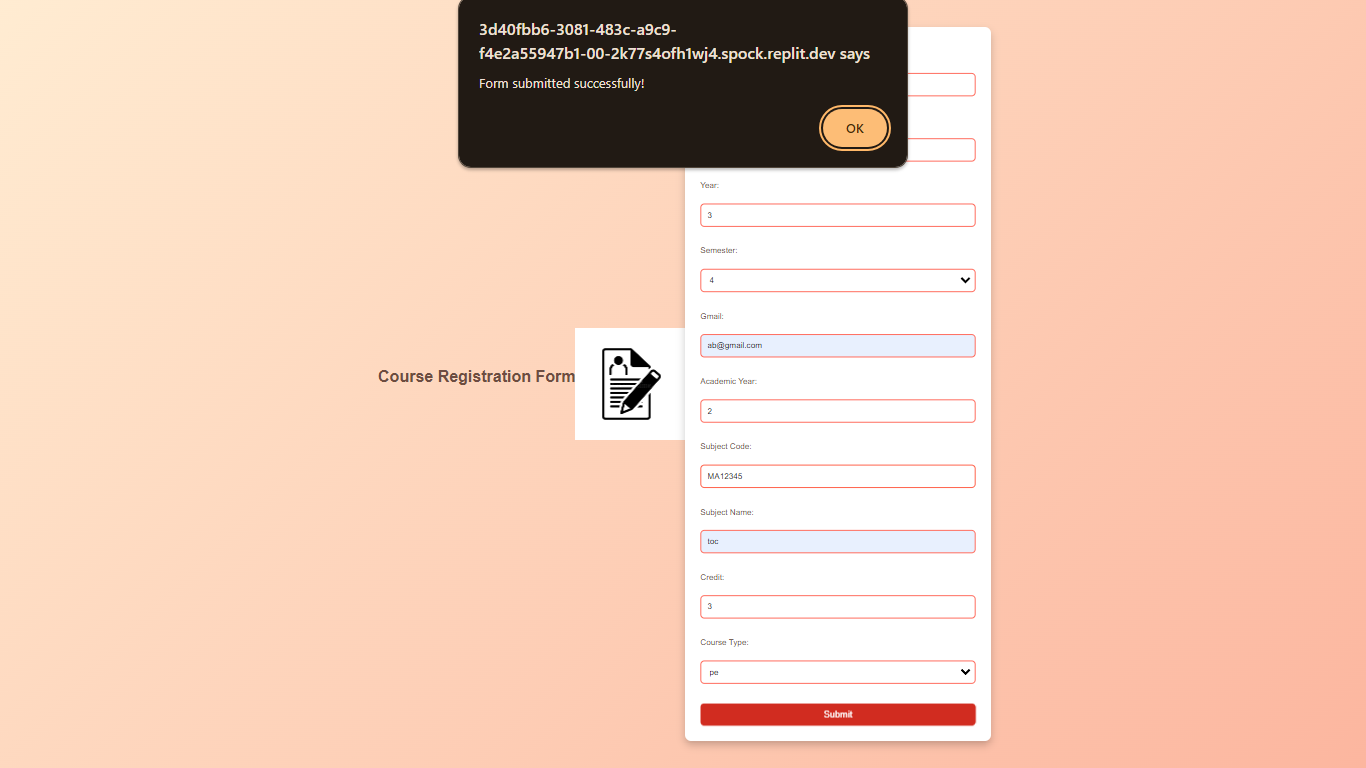 3d40fbb6-3081-483c-a9c9-
f4e2a55947b1-00-2k77s4ofh1wj4.spock.replit.dev says
Form submitted successfully!
OK
Course Registration Form
Year:
3
Semester:
4
Gmail:
ab@gmail.com
Academic Year:
2
Subject Code:
MA12345
Subject Name:
toc
Credit:
3
Course Type:
pe
Submit